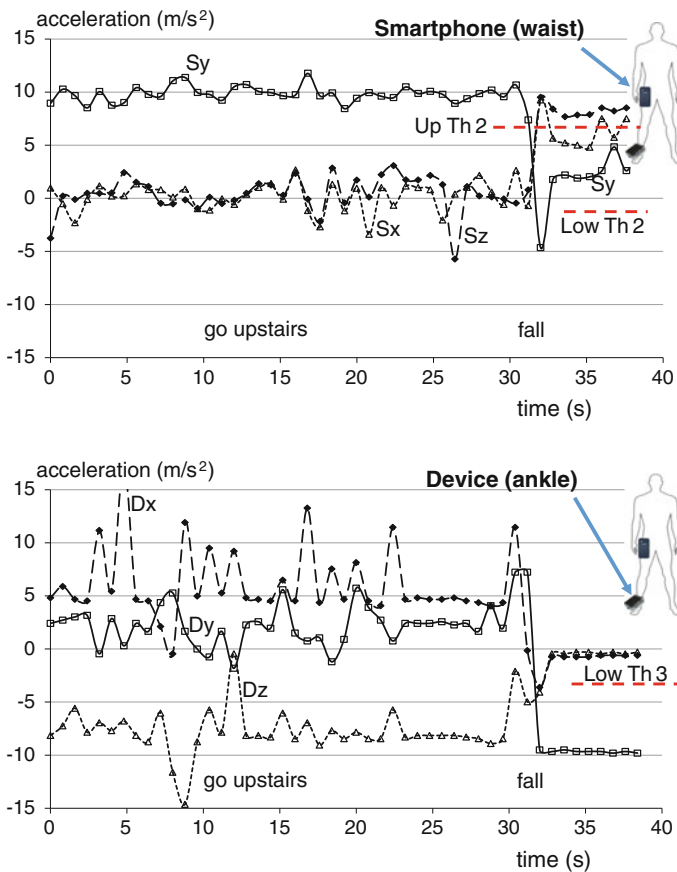 acceleration (m/s²)
Smartphone (waist)
15
10
5
0
-5
-10
-15
Sy
Up Th 2
Sy
Sx
Sz
Low Th 2
go upstairs
fall
0 5 10 15 20 25 30 35 40
time (s)
acceleration (m/s²)
Device (ankle)
15
10
5
0
-5
-10
-15
Dx
Dy
Dz
Low Th 3
go upstairs
fall
0 5 10 15 20 25 30 35 40
time (s)